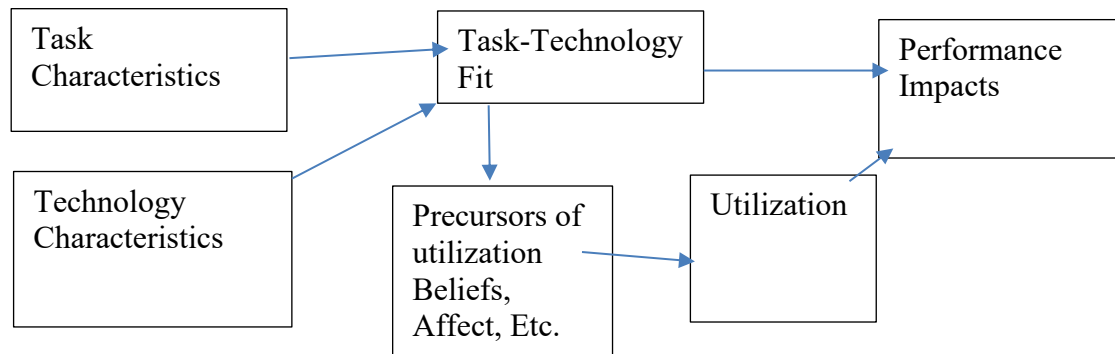 Task
Characteristics
Task-Technology
Fit
Performance
Impacts
Technology
Characteristics
Precursors of
utilization
Beliefs,
Affect, Etc.
Utilization